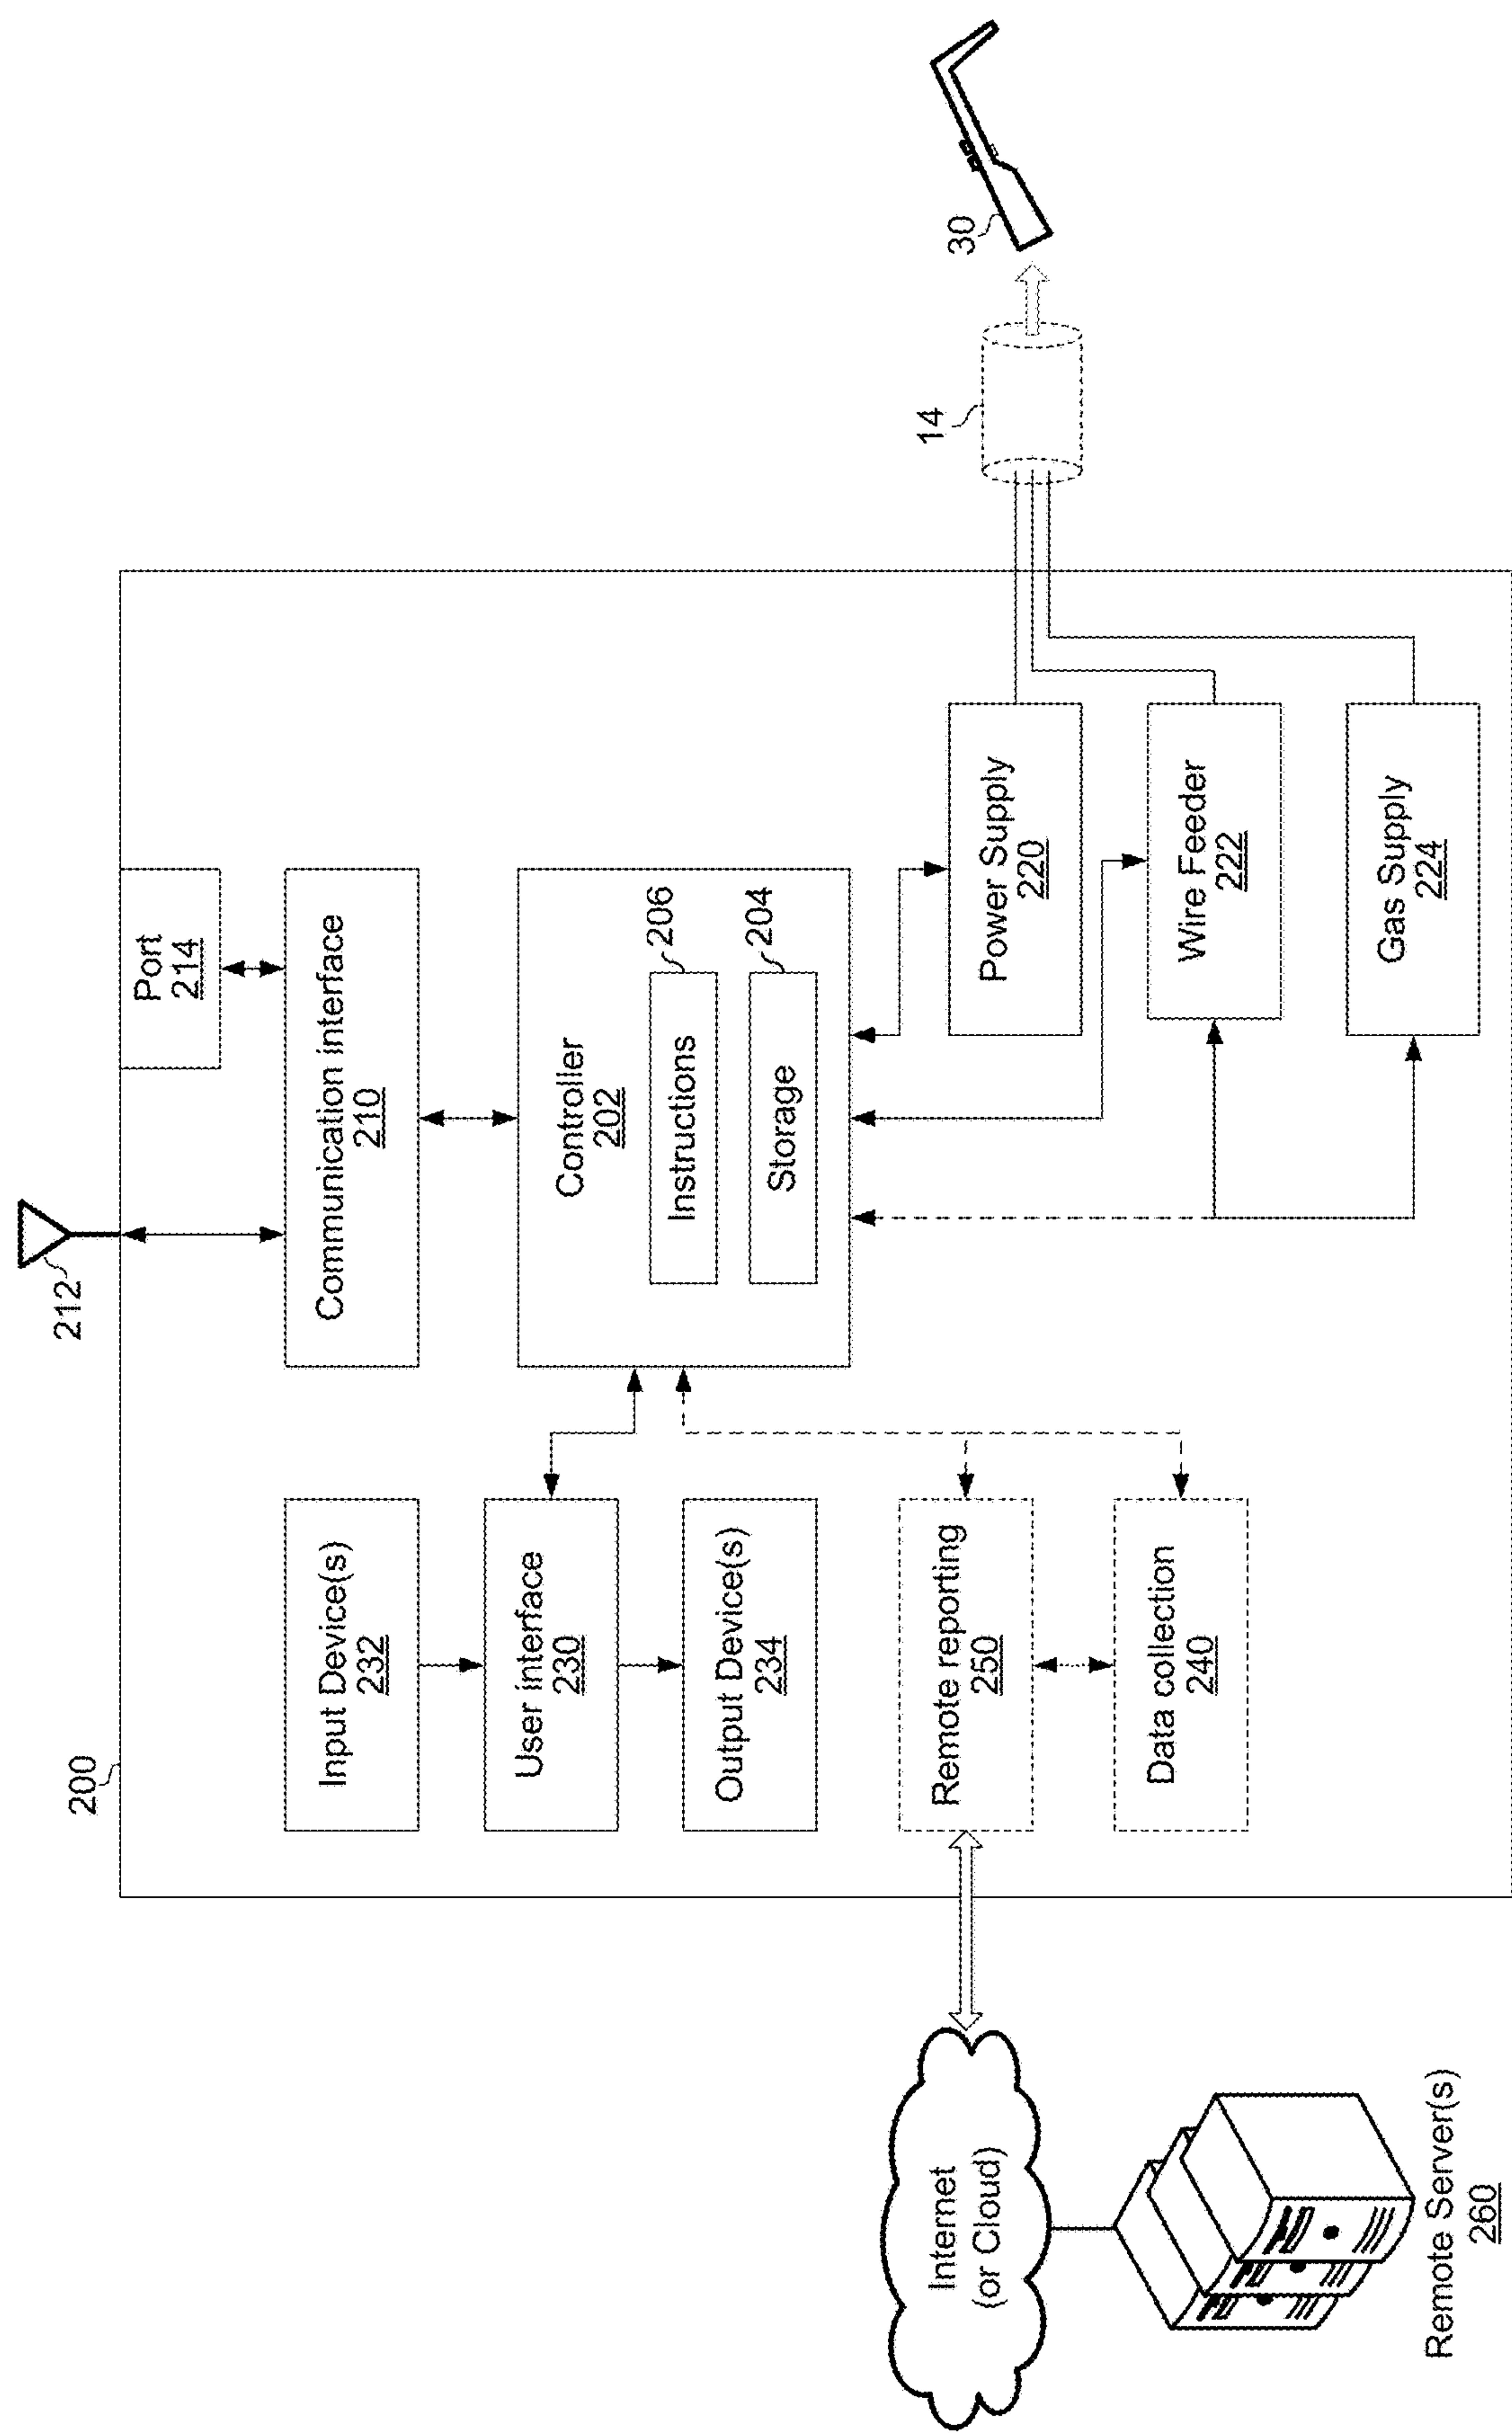 200
212
Port
214
Input Device(s)
232
Communication interface
210
User interface
230
Controller
202
Instructions
206
Storage
204
Output Device(s)
234
Remote reporting
250
Data collection
240
Power Supply
220
Wire Feeder
222
Gas Supply
224
14
30
Internet
(or Cloud)
Remote Server(s)
260